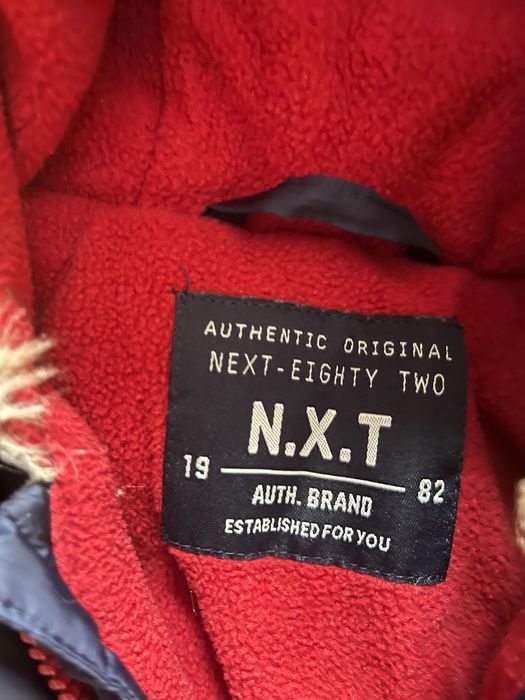 AUTHENTIC ORIGINAL
NEXT-EIGHTY TWO
N.X.T
19 82
AUTH. BRAND
ESTABLISHED FOR YOU